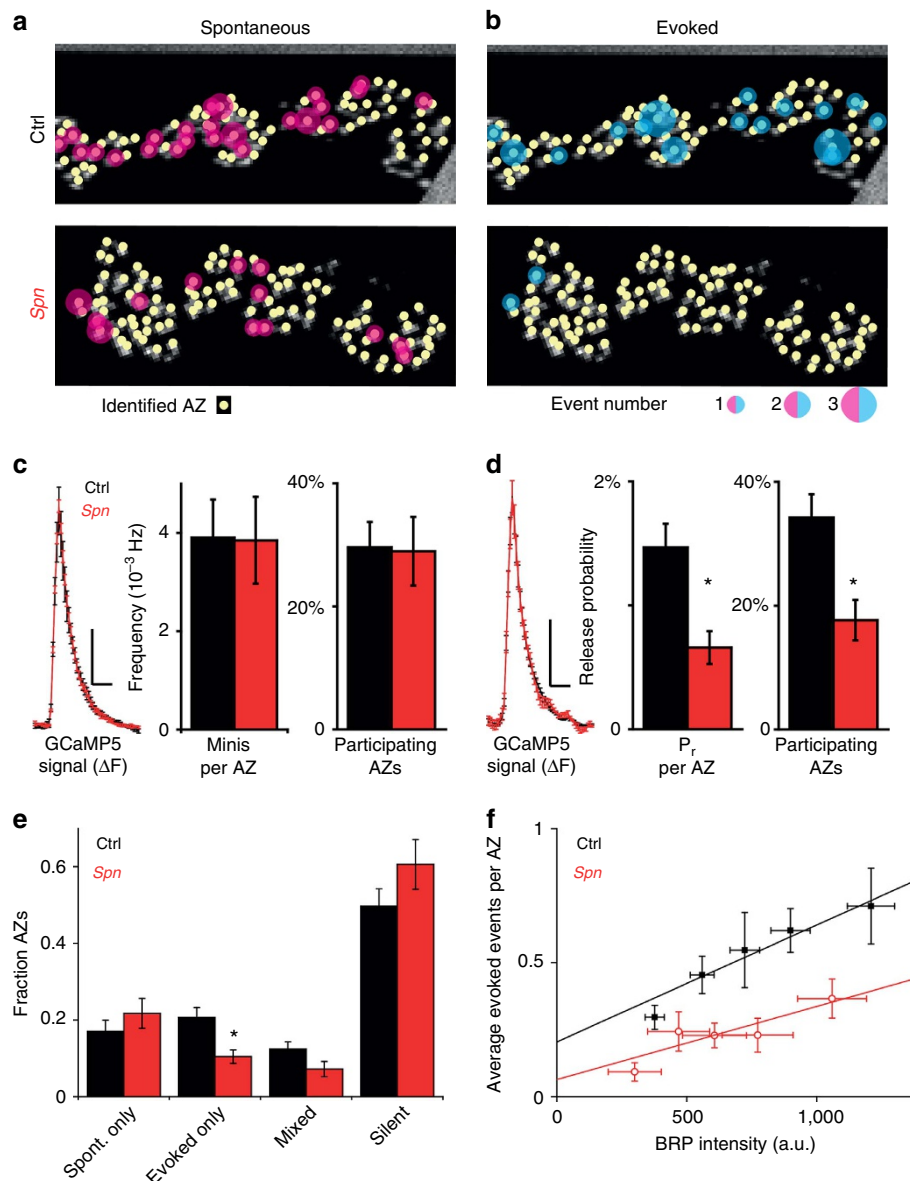 a
Spontaneous
b
Evoked
Ctrl
Spn
Identified AZ
Event number 1 2 3
c
Ctrl
Spn
GCaMP5
signal (ΔF)
Frequency (10⁻³ Hz)
4
2
0
Minis
per AZ
40%
20%
0
Participating
AZs
d
GCaMP5
signal (ΔF)
Release probability
2%
0
*
Pr
per AZ
40%
20%
0
*
Participating
AZs
e
Ctrl
Spn
Fraction AZs
0.6
0.4
0.2
0
*
Spont. only
Evoked only
Mixed
Silent
f
Ctrl
Spn
Average evoked events per AZ
1
0.5
0
0
500
1,000
BRP intensity (a.u.)